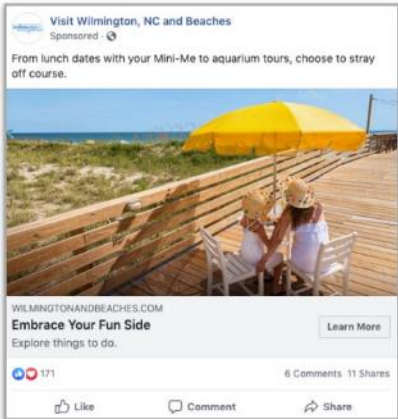 Visit Wilmington, NC and Beaches
Sponsored ·
From lunch dates with your Mini-Me to aquarium tours, choose to stray
off course.
WILMINGTONANDBEACHES.COM
Embrace Your Fun Side
Learn More
Explore things to do.
171
6 Comments 11 Shares
Like
Comment
Share